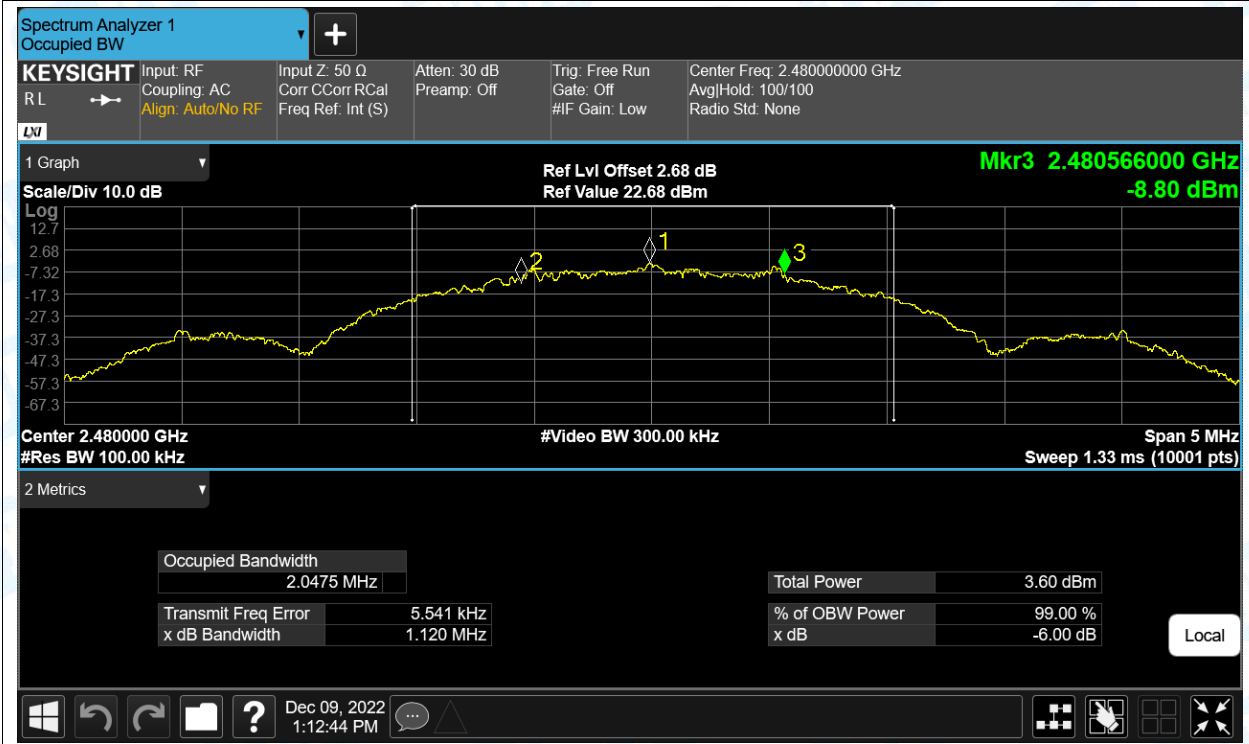 Spectrum Analyzer 1
Occupied BW
+
KEYSIGHT
R L
LXI
Input: RF
Coupling: AC
Align: Auto/No RF
Input Z: 50 Ω
Corr CCorr RCal
Freq Ref: Int (S)
Atten: 30 dB
Preamp: Off
Trig: Free Run
Gate: Off
#IF Gain: Low
Center Freq: 2.480000000 GHz
Avg|Hold: 100/100
Radio Std: None
1 Graph
Scale/Div 10.0 dB
Ref Lvl Offset 2.68 dB
Ref Value 22.68 dBm
Mkr3 2.480566000 GHz
-8.80 dBm
Log
12.7
2.68
-7.32
-17.3
-27.3
-37.3
-47.3
-57.3
-67.3
2
1
3
Center 2.480000 GHz
#Res BW 100.00 kHz
#Video BW 300.00 kHz
Span 5 MHz
Sweep 1.33 ms (10001 pts)
2 Metrics
Occupied Bandwidth
2.0475 MHz
Transmit Freq Error 5.541 kHz
x dB Bandwidth 1.120 MHz
Total Power 3.60 dBm
% of OBW Power 99.00 %
x dB -6.00 dB
Local
?
Dec 09, 2022
1:12:44 PM